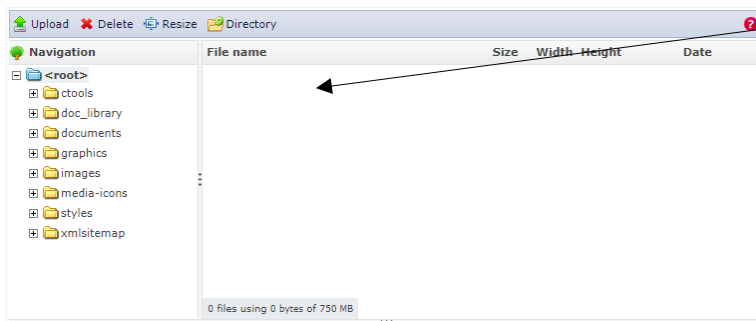 Upload Delete Resize Directory ?
Navigation File name Size Width Height Date
<root>
ctools
doc_library
documents
graphics
images
media-icons
styles
xmlsitemap
0 files using 0 bytes of 750 MB